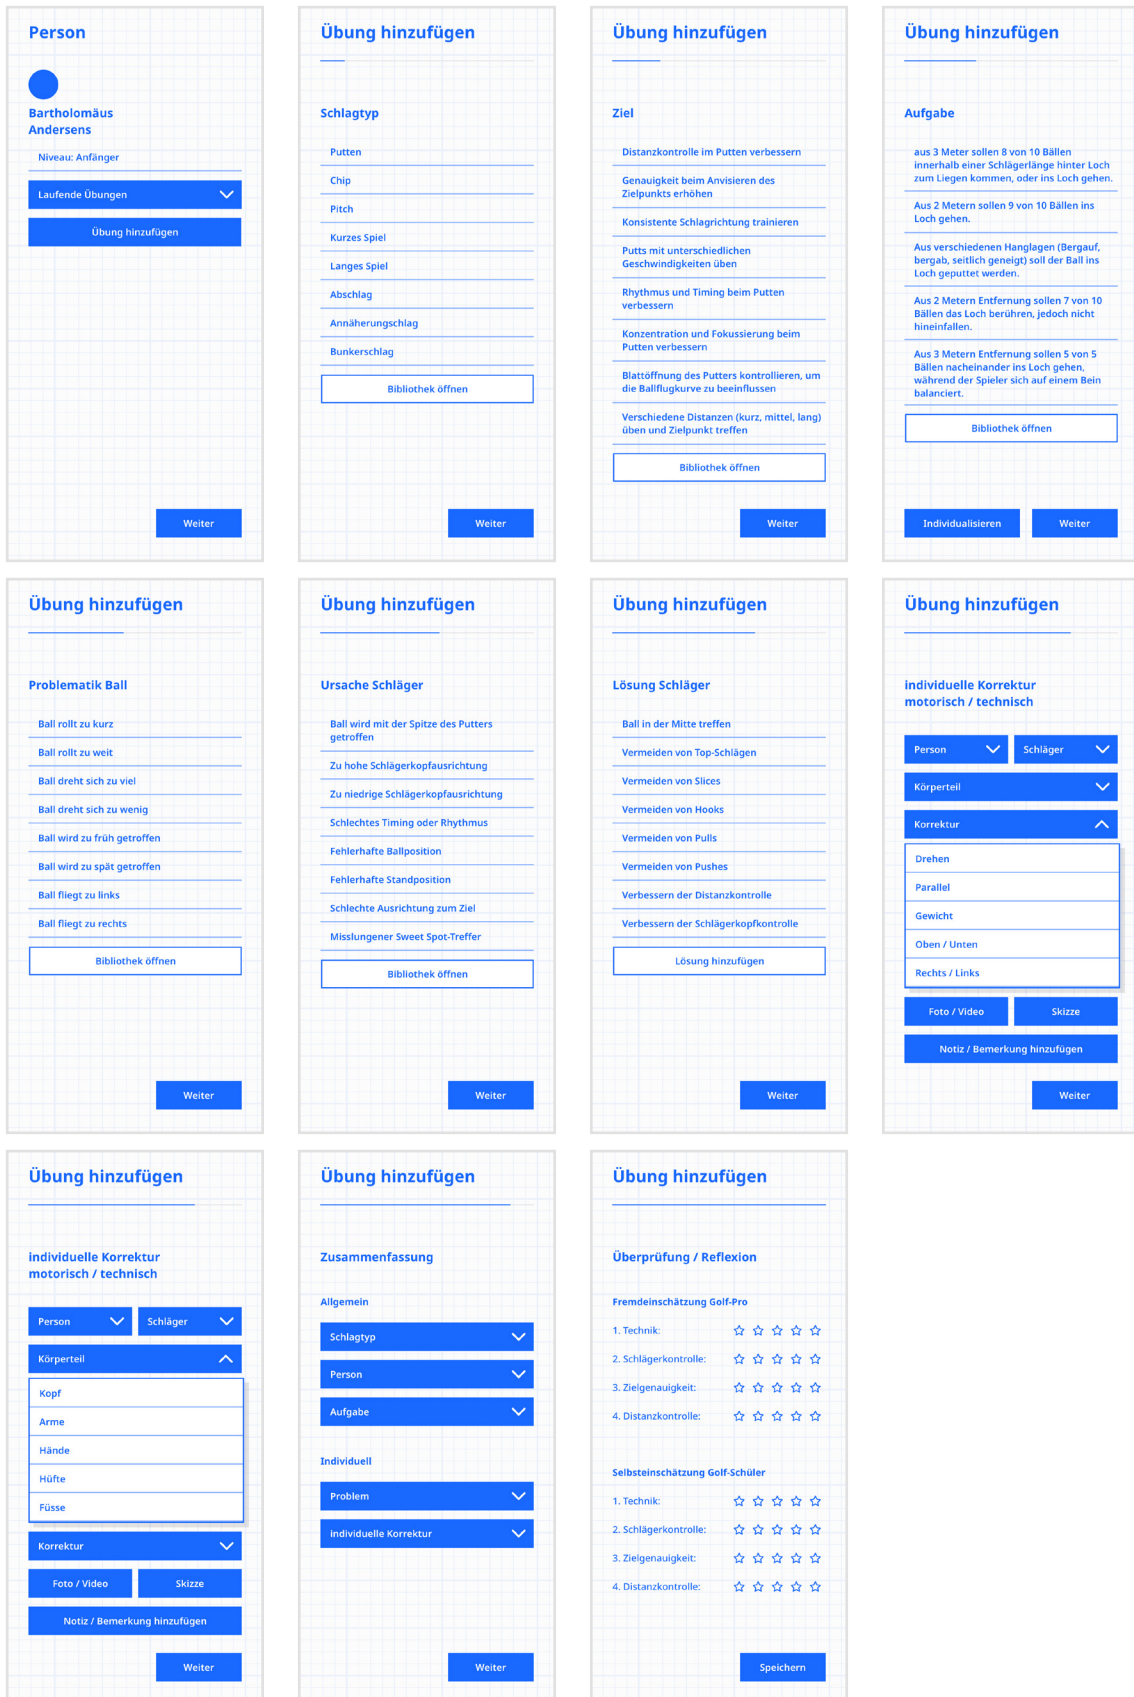 Person
Bartholomäus
Andersens
Niveau: Anfänger
Laufende Übungen
Übung hinzufügen
Weiter
Übung hinzufügen
Schlagtyp
Putten
Chip
Pitch
Kurzes Spiel
Langes Spiel
Abschlag
Annäherungschlag
Bunkerschlag
Bibliothek öffnen
Weiter
Übung hinzufügen
Ziel
Distanzkontrolle im Putten verbessern
Genauigkeit beim Anvisieren des
Zielpunkts erhöhen
Konsistente Schlagrichtung trainieren
Putts mit unterschiedlichen
Geschwindigkeiten üben
Rhythmus und Timing beim Putten
verbessern
Konzentration und Fokussierung beim
Putten verbessern
Blattöffnung des Putters kontrollieren, um
die Ballflugkurve zu beeinflussen
Verschiedene Distanzen (kurz, mittel, lang)
üben und Zielpunkt treffen
Bibliothek öffnen
Weiter
Übung hinzufügen
Aufgabe
aus 3 Meter sollen 8 von 10 Bällen
innerhalb einer Schlägerlänge hinter Loch
zum Liegen kommen, oder ins Loch gehen.
Aus 2 Metern sollen 9 von 10 Bällen ins
Loch gehen.
Aus verschiedenen Hanglagen (Bergauf,
bergab, seitlich geneigt) soll der Ball ins
Loch geputtet werden.
Aus 2 Metern Entfernung sollen 7 von 10
Bällen das Loch berühren, jedoch nicht
hineinfallen.
Aus 3 Metern Entfernung sollen 5 von 5
Bällen nacheinander ins Loch gehen,
während der Spieler sich auf einem Bein
balanciert.
Bibliothek öffnen
Individualisieren
Weiter
Übung hinzufügen
Problematik Ball
Ball rollt zu kurz
Ball rollt zu weit
Ball dreht sich zu viel
Ball dreht sich zu wenig
Ball wird zu früh getroffen
Ball wird zu spät getroffen
Ball fliegt zu links
Ball fliegt zu rechts
Bibliothek öffnen
Weiter
Übung hinzufügen
Ursache Schläger
Ball wird mit der Spitze des Putters
getroffen
Zu hohe Schlägerkopfausrichtung
Zu niedrige Schlägerkopfausrichtung
Schlechtes Timing oder Rhythmus
Fehlerhafte Ballposition
Fehlerhafte Standposition
Schlechte Ausrichtung zum Ziel
Misslungener Sweet Spot-Treffer
Bibliothek öffnen
Weiter
Übung hinzufügen
Lösung Schläger
Ball in der Mitte treffen
Vermeiden von Top-Schlägen
Vermeiden von Slices
Vermeiden von Hooks
Vermeiden von Pulls
Vermeiden von Pushes
Verbessern der Distanzkontrolle
Verbessern der Schlägerkopfkontrolle
Lösung hinzufügen
Weiter
Übung hinzufügen
individuelle Korrektur
motorisch / technisch
Person
Schläger
Körperteil
Korrektur
Drehen
Parallel
Gewicht
Oben / Unten
Rechts / Links
Foto / Video
Skizze
Notiz / Bemerkung hinzufügen
Weiter
Übung hinzufügen
individuelle Korrektur
motorisch / technisch
Person
Schläger
Körperteil
Kopf
Arme
Hände
Hüfte
Füsse
Korrektur
Foto / Video
Skizze
Notiz / Bemerkung hinzufügen
Weiter
Übung hinzufügen
Zusammenfassung
Allgemein
Schlagtyp
Person
Aufgabe
Individuell
Problem
individuelle Korrektur
Weiter
Übung hinzufügen
Überprüfung / Reflexion
Fremdeinschätzung Golf-Pro
1. Technik:
2. Schlägerkontrolle:
3. Zielgenauigkeit:
4. Distanzkontrolle:
Selbsteinschätzung Golf-Schüler
1. Technik:
2. Schlägerkontrolle:
3. Zielgenauigkeit:
4. Distanzkontrolle:
Speichern